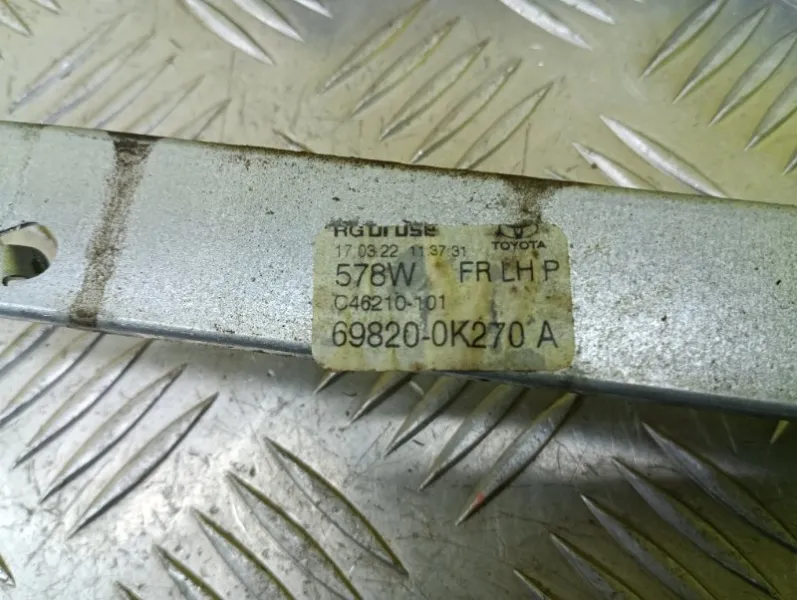 17.03.22 11:37:31
TOYOTA
578W FR LH P
C46210-101
69820-0K270 A